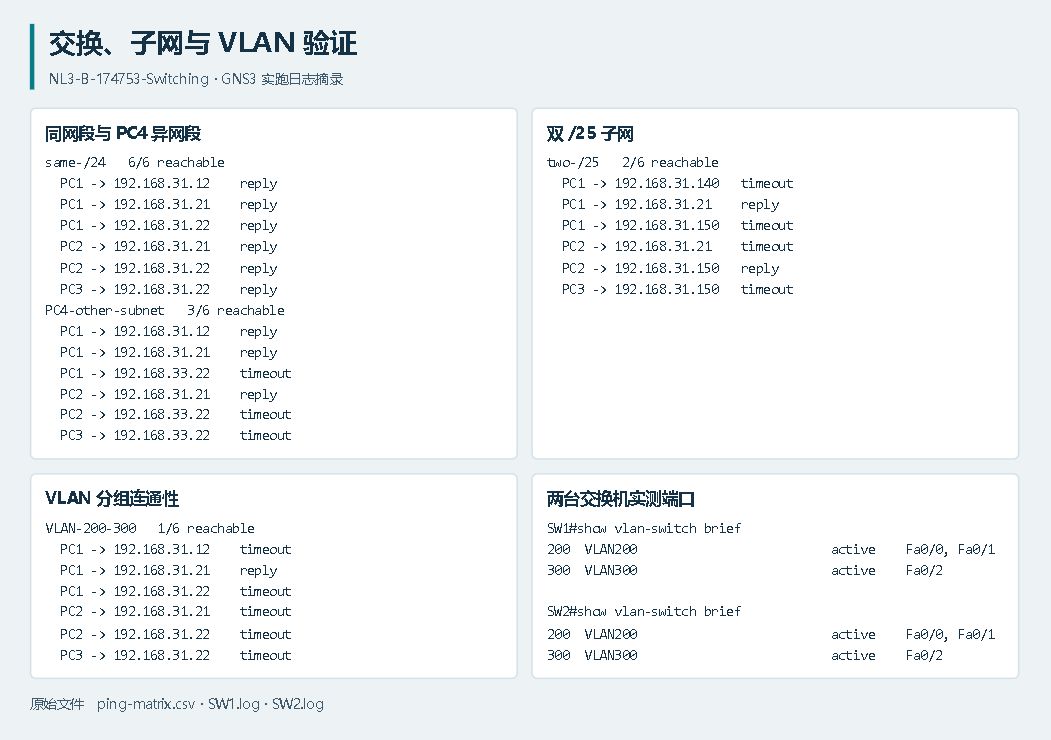 交换、子网与 VLAN 验证
NL3-B-174753-Switching · GNS3 实跑日志摘录
同网段与 PC4 异网段
same-/24   6/6 reachable
PC1 -> 192.168.31.12    reply
PC1 -> 192.168.31.21    reply
PC1 -> 192.168.31.22    reply
PC2 -> 192.168.31.21    reply
PC2 -> 192.168.31.22    reply
PC3 -> 192.168.31.22    reply
PC4-other-subnet   3/6 reachable
PC1 -> 192.168.31.12    reply
PC1 -> 192.168.31.21    reply
PC1 -> 192.168.33.22    timeout
PC2 -> 192.168.31.21    reply
PC2 -> 192.168.33.22    timeout
PC3 -> 192.168.33.22    timeout
双 /25 子网
two-/25   2/6 reachable
PC1 -> 192.168.31.140   timeout
PC1 -> 192.168.31.21    reply
PC1 -> 192.168.31.150   timeout
PC2 -> 192.168.31.21    timeout
PC2 -> 192.168.31.150   reply
PC3 -> 192.168.31.150   timeout
VLAN 分组连通性
VLAN-200-300   1/6 reachable
PC1 -> 192.168.31.12    timeout
PC1 -> 192.168.31.21    reply
PC1 -> 192.168.31.22    timeout
PC2 -> 192.168.31.21    timeout
PC2 -> 192.168.31.22    timeout
PC3 -> 192.168.31.22    timeout
两台交换机实测端口
SW1#show vlan-switch brief
200  VLAN200    active    Fa0/0, Fa0/1
300  VLAN300    active    Fa0/2
SW2#show vlan-switch brief
200  VLAN200    active    Fa0/0, Fa0/1
300  VLAN300    active    Fa0/2
原始文件   ping-matrix.csv · SW1.log · SW2.log